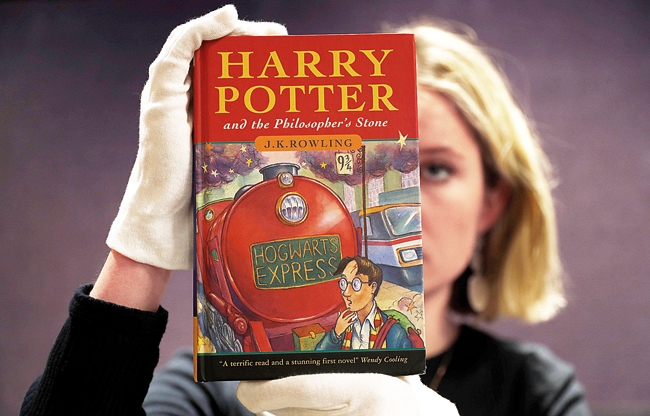 HARRY
POTTER
and the Philosopher's Stone
J.K.ROWLING
9¾
HOGWARTS
EXPRESS
"A terrific read and a stunning first novel" Wendy Cooling